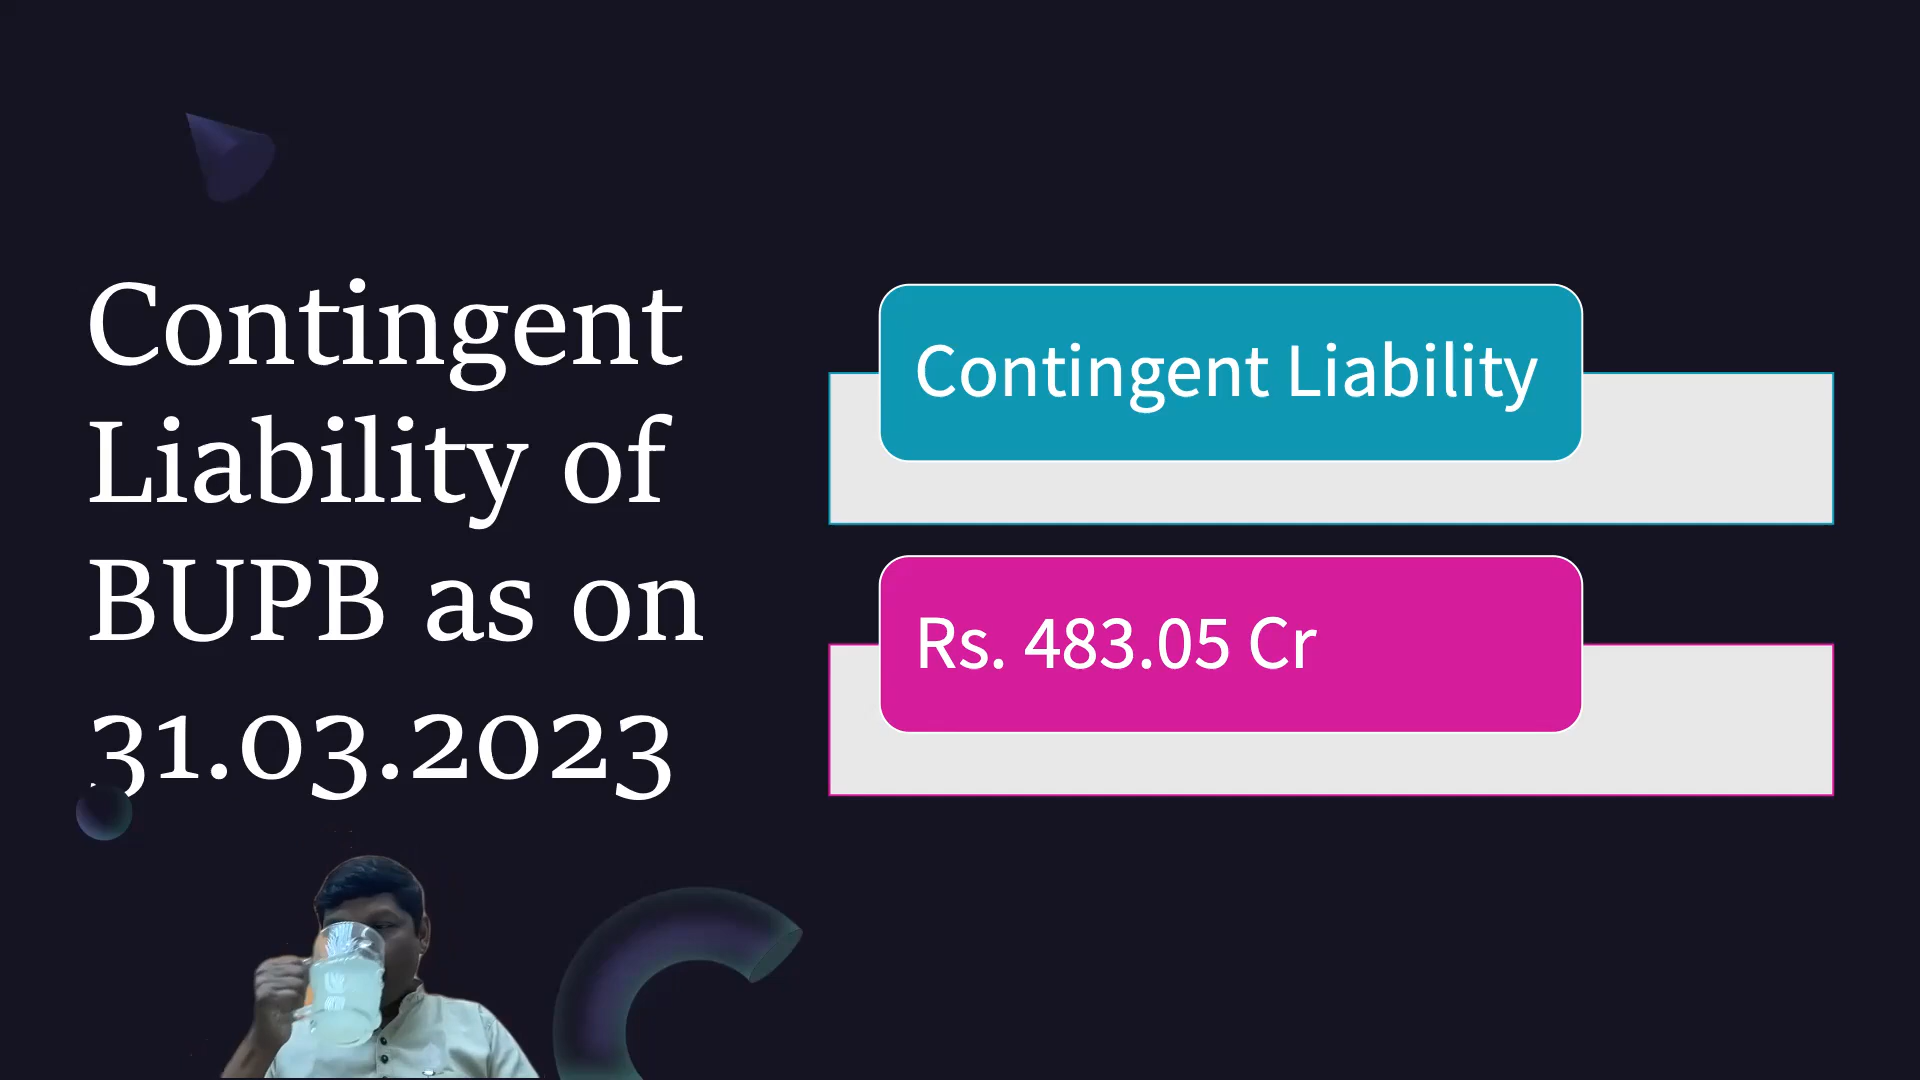 Contingent
Liability of
BUPB as on
31.03.2023
Contingent Liability
Rs. 483.05 Cr